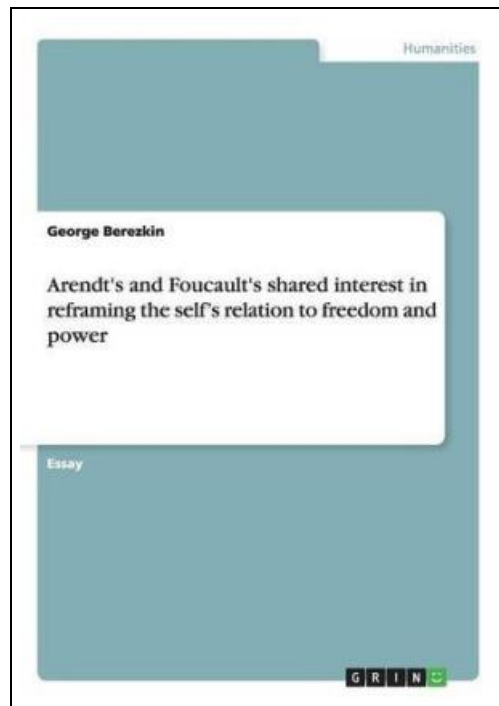 Humanities
George Berezkin
Arendt's and Foucault's shared interest in
reframing the self's relation to freedom and
power
Essay
GRIN